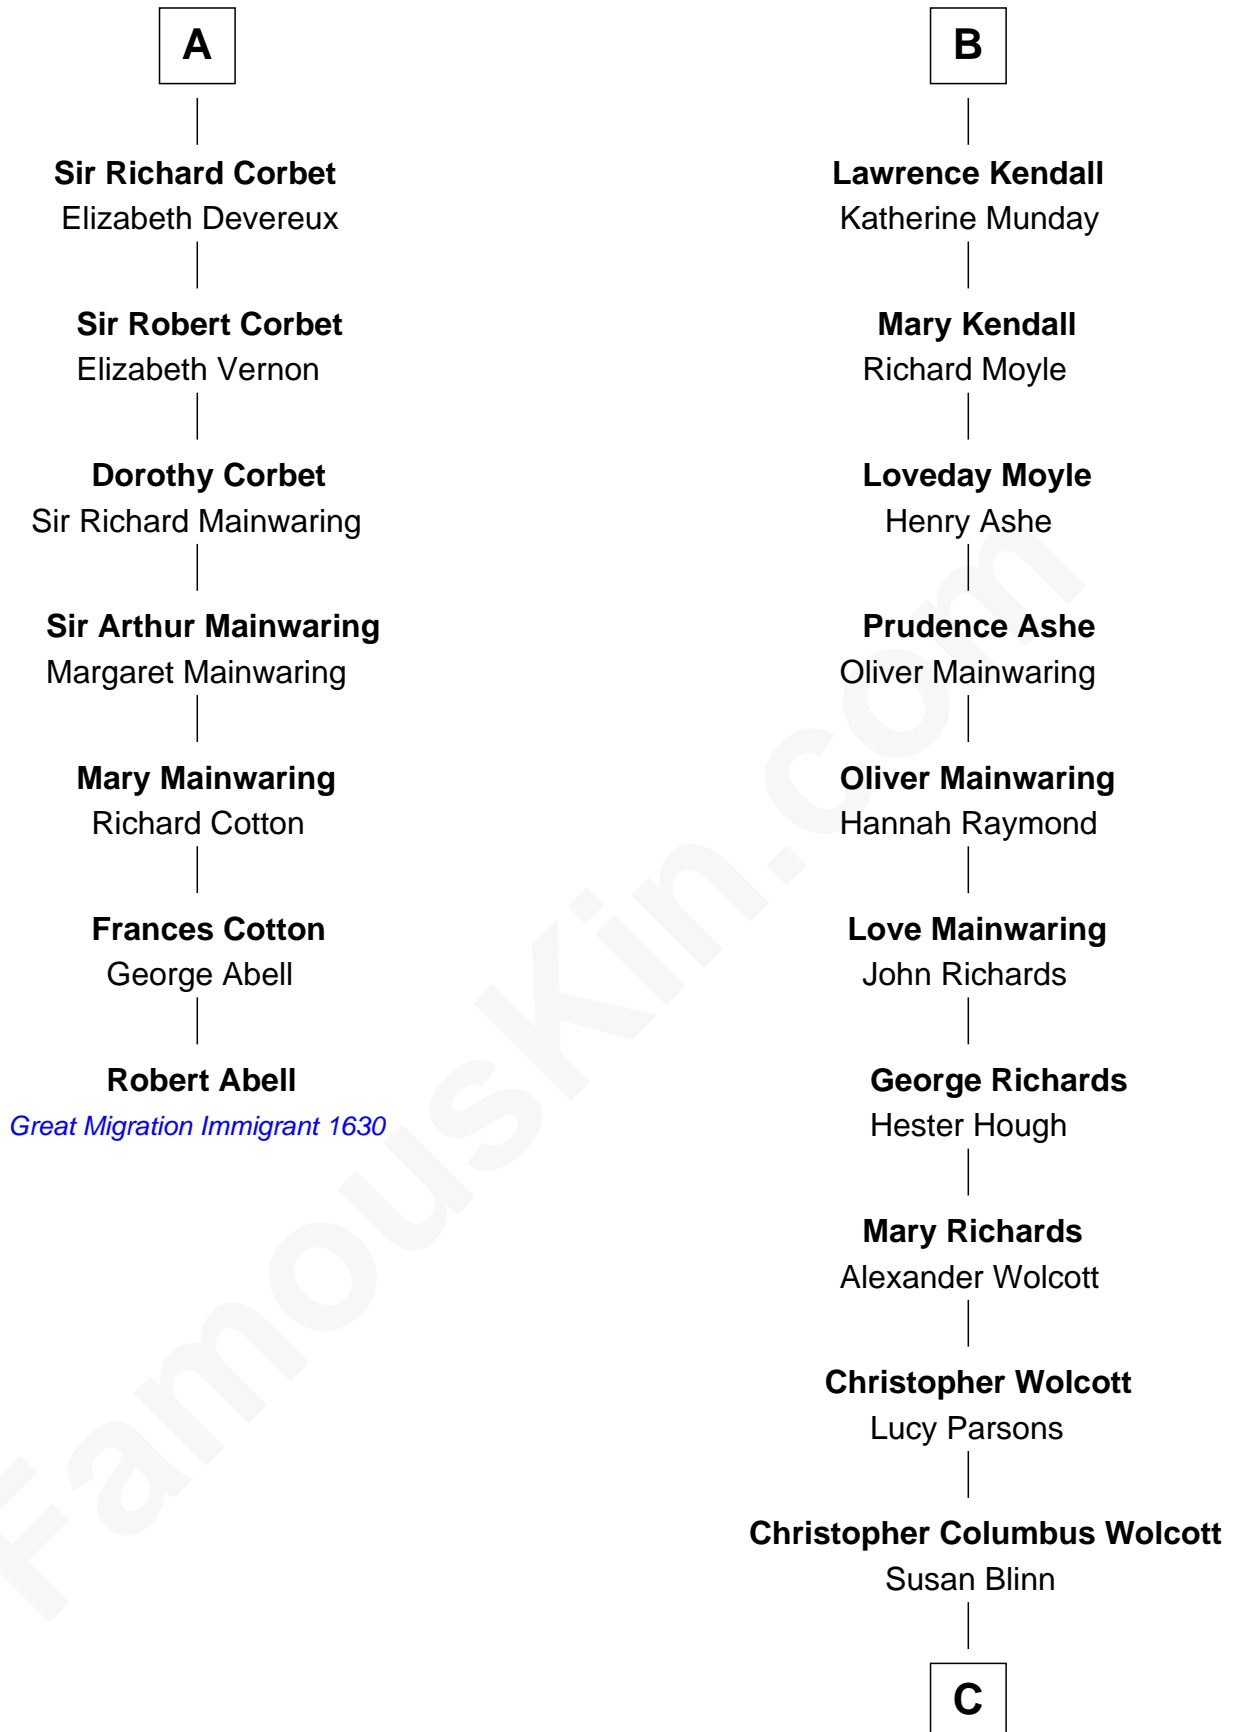 A
Sir Richard Corbet
Elizabeth Devereux
Sir Robert Corbet
Elizabeth Vernon
Dorothy Corbet
Sir Richard Mainwaring
Sir Arthur Mainwaring
Margaret Mainwaring
Mary Mainwaring
Richard Cotton
Frances Cotton
George Abell
Robert Abell
Great Migration Immigrant 1630
B
Lawrence Kendall
Katherine Munday
Mary Kendall
Richard Moyle
Loveday Moyle
Henry Ashe
Prudence Ashe
Oliver Mainwaring
Oliver Mainwaring
Hannah Raymond
Love Mainwaring
John Richards
George Richards
Hester Hough
Mary Richards
Alexander Wolcott
Christopher Wolcott
Lucy Parsons
Christopher Columbus Wolcott
Susan Blinn
C
FamousKin.com